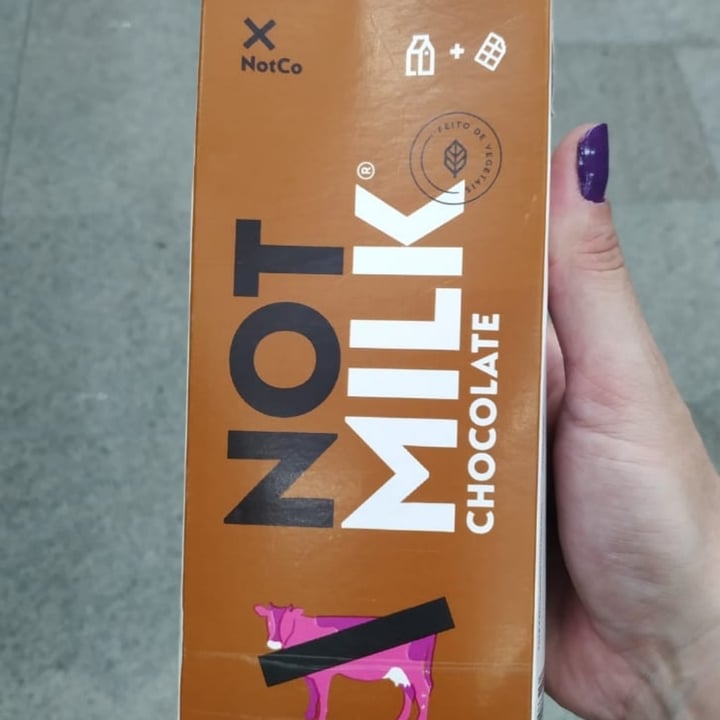 NotCo
FEITO DE VEGETAIS
NOT
MILK®
CHOCOLATE